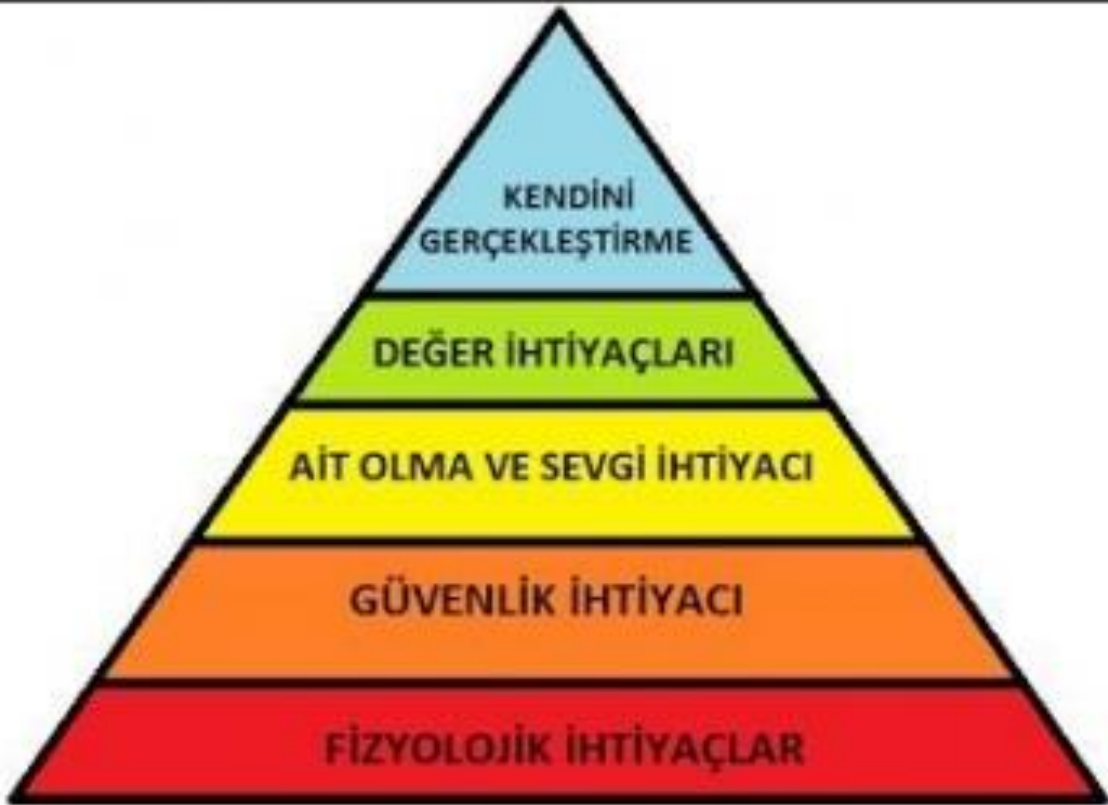 KENDİNİ
GERÇEKLEŞTİRME
DEĞER İHTİYAÇLARI
AİT OLMA VE SEVGİ İHTİYACI
GÜVENLİK İHTİYACI
FİZYOLOJİK İHTİYAÇLAR